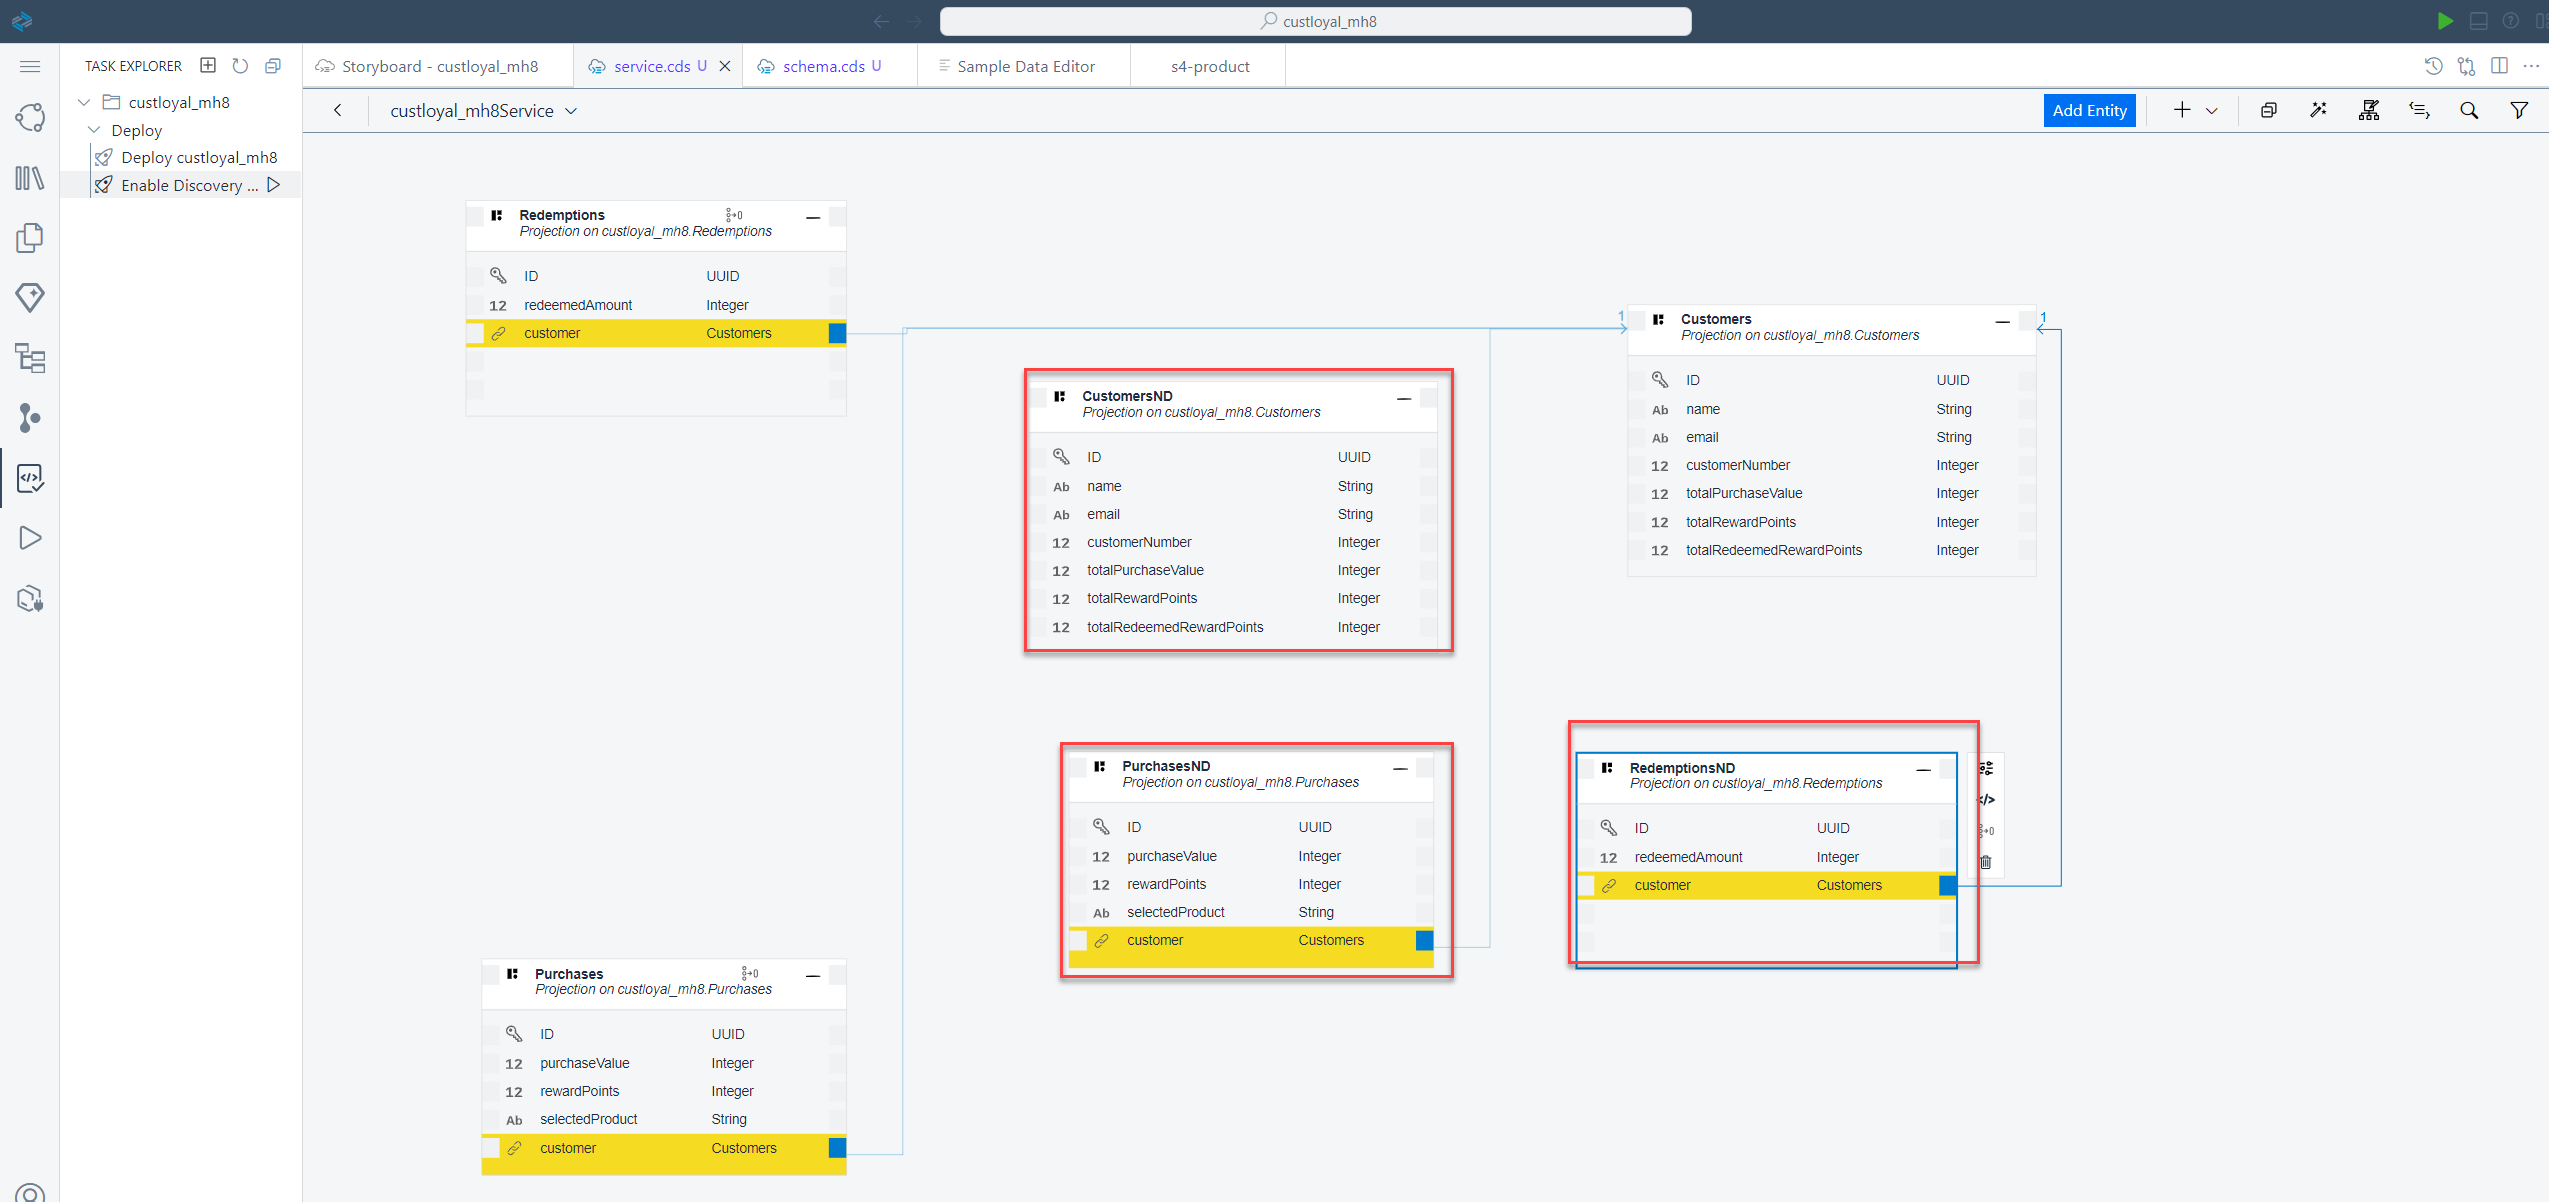 custloyal_mh8
TASK EXPLORER
Storyboard - custloyal_mh8
service.cds U
schema.cds U
Sample Data Editor
s4-product
custloyal_mh8
Deploy
Deploy custloyal_mh8
Enable Discovery ...
custloyal_mh8Service
Add Entity
Redemptions
0
Projection on custloyal_mh8.Redemptions
ID UUID
12 redeemedAmount Integer
customer Customers
1
Customers
Projection on custloyal_mh8.Customers
1
ID UUID
Ab name String
Ab email String
12 customerNumber Integer
12 totalPurchaseValue Integer
12 totalRewardPoints Integer
12 totalRedeemedRewardPoints Integer
CustomersND
Projection on custloyal_mh8.Customers
ID UUID
Ab name String
Ab email String
12 customerNumber Integer
12 totalPurchaseValue Integer
12 totalRewardPoints Integer
12 totalRedeemedRewardPoints Integer
PurchasesND
Projection on custloyal_mh8.Purchases
ID UUID
12 purchaseValue Integer
12 rewardPoints Integer
Ab selectedProduct String
customer Customers
RedemptionsND
Projection on custloyal_mh8.Redemptions
ID UUID
12 redeemedAmount Integer
customer Customers
0
Purchases
0
Projection on custloyal_mh8.Purchases
ID UUID
12 purchaseValue Integer
12 rewardPoints Integer
Ab selectedProduct String
customer Customers